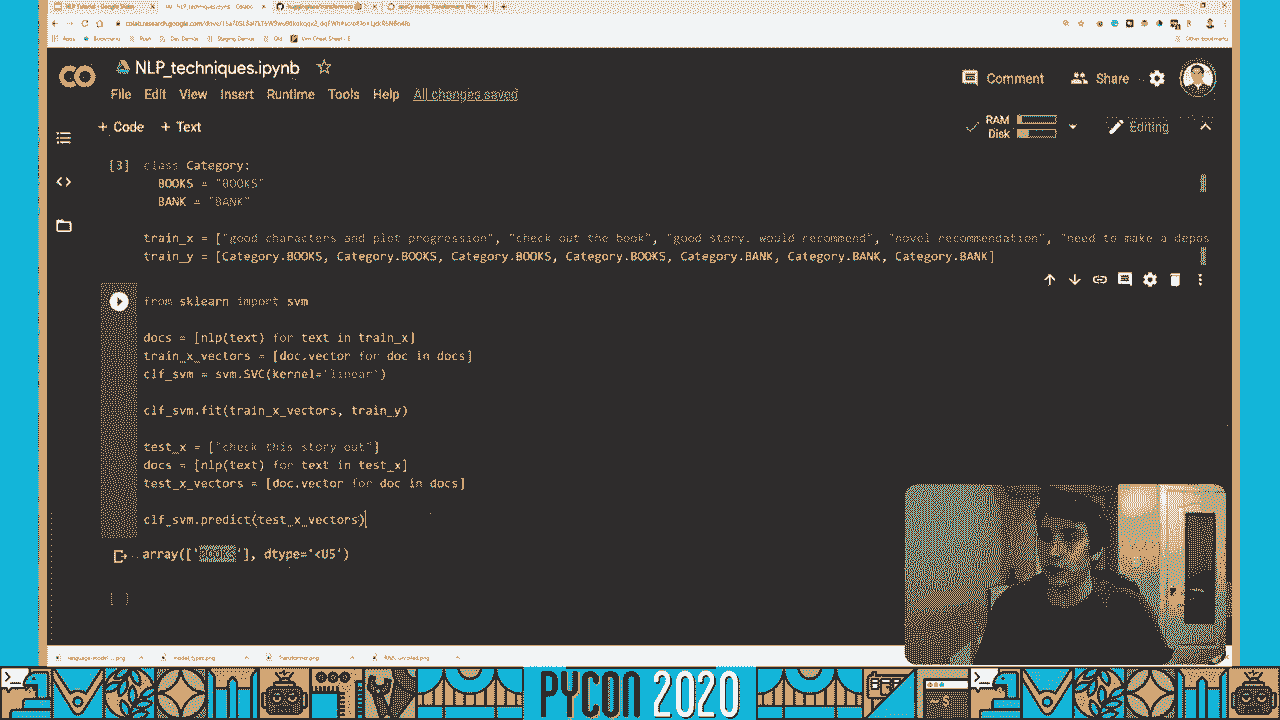 NLP_techniques.ipynb
Comment
Share
File Edit View Insert Runtime Tools Help All changes saved
+ Code + Text
RAM
Disk
Editing
[3] class Category:
BOOKS = "BOOKS"
BANK = "BANK"
train_x = ["good characters and plot progression", "check out the book", "good story. would recommend", "novel recommendation", "need to make a depos
train_y = [Category.BOOKS, Category.BOOKS, Category.BOOKS, Category.BOOKS, Category.BANK, Category.BANK, Category.BANK]
from sklearn import svm
docs = [nlp(text) for text in train_x]
train_x_vectors = [doc.vector for doc in docs]
clf_svm = svm.SVC(kernel='linear')
clf_svm.fit(train_x_vectors, train_y)
test_x = ["check this story out"]
docs = [nlp(text) for text in test_x]
test_x_vectors = [doc.vector for doc in docs]
clf_svm.predict(test_x_vectors)
array(['BOOKS'], dtype='<U5')
[ ]
PYCON 2020